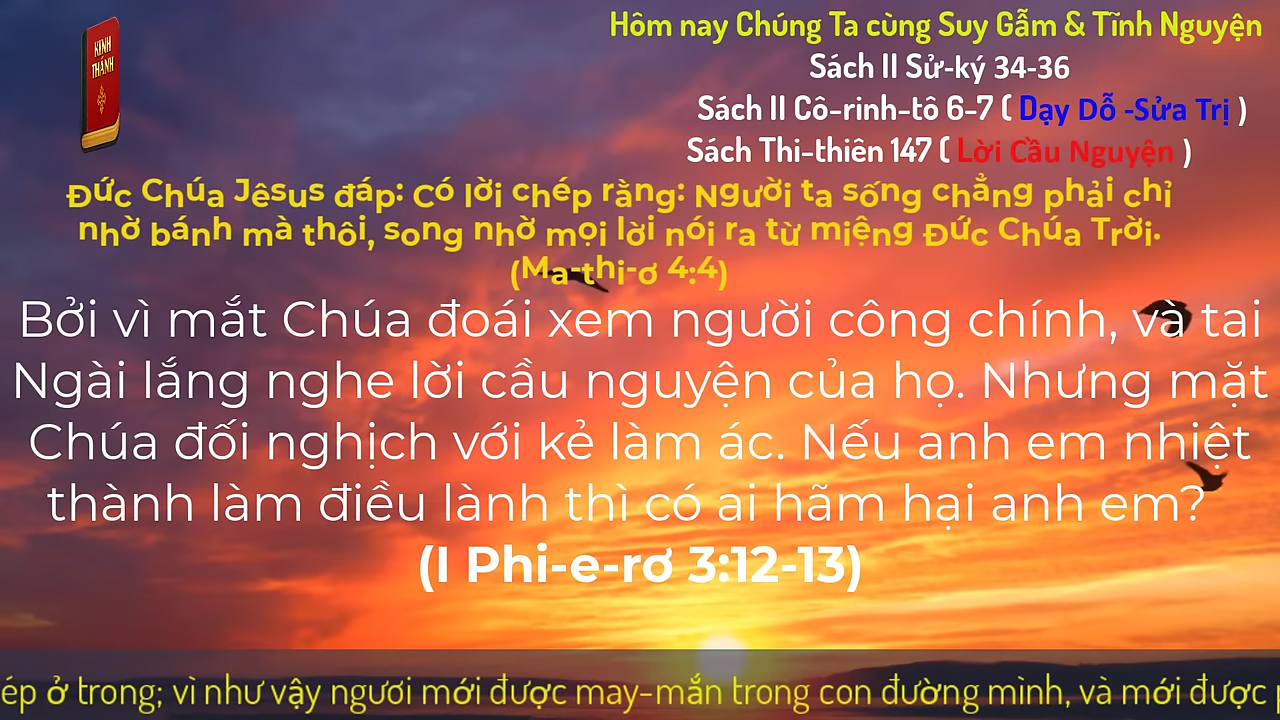 KINH
THÁNH
Hôm nay Chúng Ta cùng Suy Gẫm & Tĩnh Nguyện
Sách II Sử-ký 34-36
Sách II Cô-rinh-tô 6-7 ( Dạy Dỗ -Sửa Trị )
Sách Thi-thiên 147 ( Lời Cầu Nguyện )
Đức Chúa Jêsus đáp: Có lời chép rằng: Người ta sống chẳng phải chỉ
nhờ bánh mà thôi, song nhờ mọi lời nói ra từ miệng Đức Chúa Trời.
(Ma-thi-ơ 4:4)
Bởi vì mắt Chúa đoái xem người công chính, và tai
Ngài lắng nghe lời cầu nguyện của họ. Nhưng mặt
Chúa đối nghịch với kẻ làm ác. Nếu anh em nhiệt
thành làm điều lành thì có ai hãm hại anh em?
(I Phi-e-rơ 3:12-13)
ép ở trong; vì như vậy ngươi mới được may-mắn trong con đường mình, và mới được